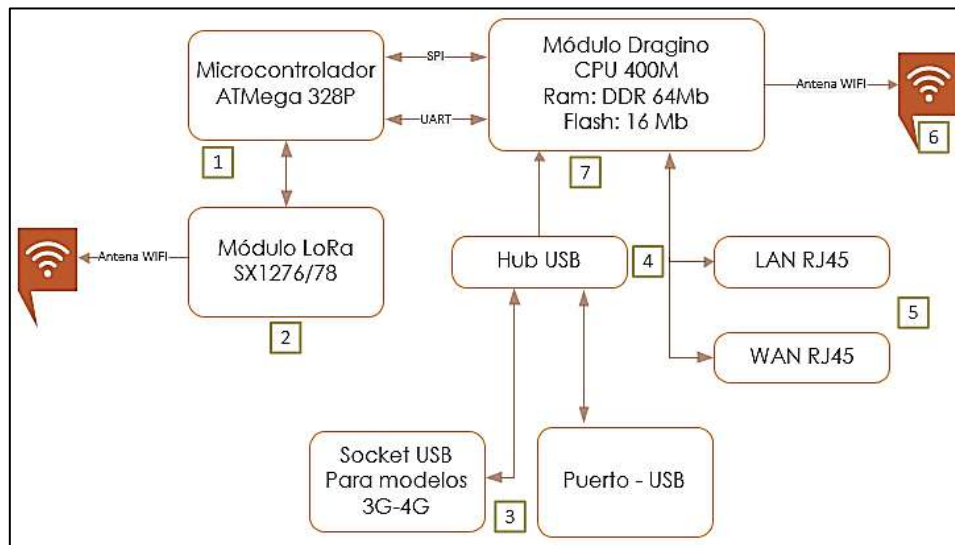 Microcontrolador
ATMega 328P
SPI
UART
Módulo Dragino
CPU 400M
Ram: DDR 64Mb
Flash: 16 Mb
Antena WIFI
6
1
7
Antena WIFI
Módulo LoRa
SX1276/78
2
Hub USB
4
LAN RJ45
5
WAN RJ45
Socket USB
Para modelos
3G-4G
3
Puerto - USB